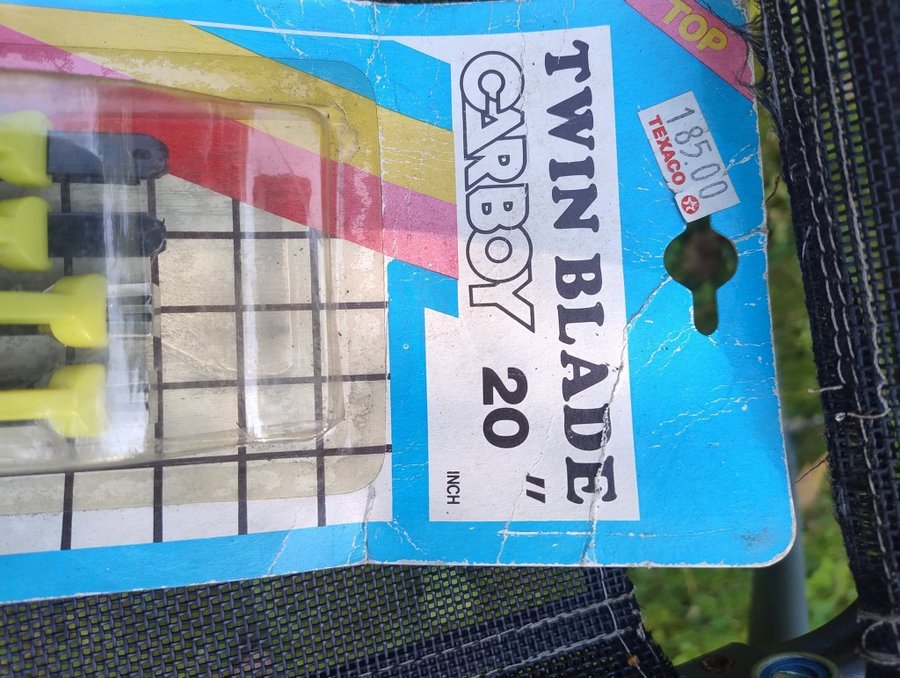 TOP
185.00
TEXACO
TWIN BLADE
CARBOY
20 "
INCH